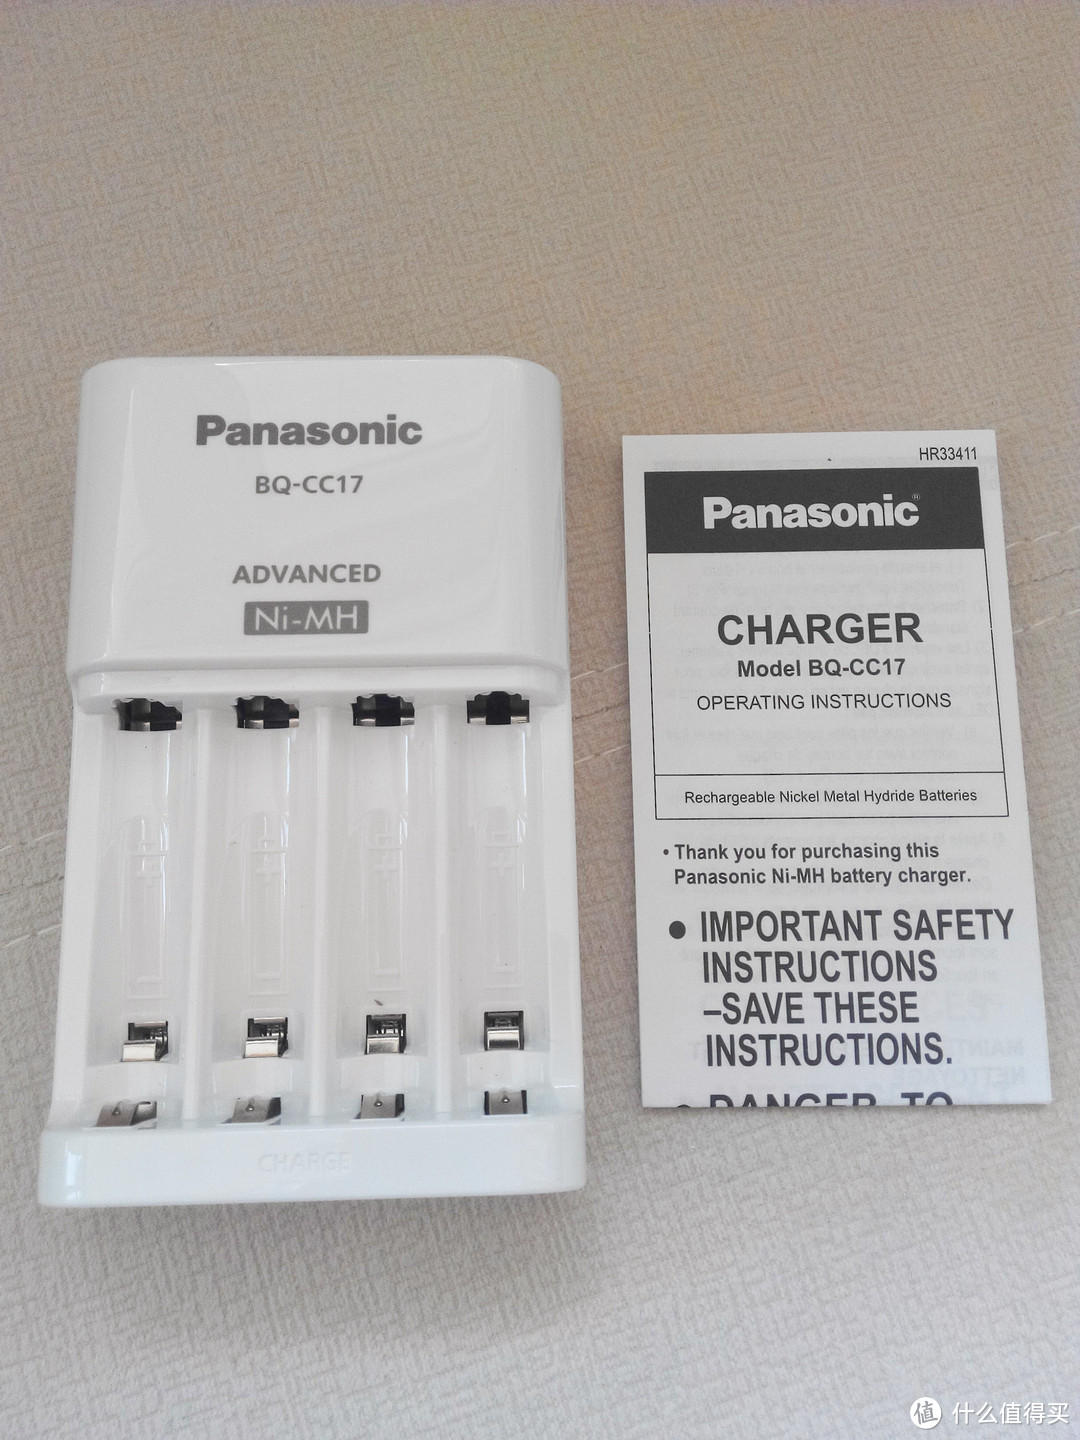 Panasonic
BQ-CC17
ADVANCED
Ni-MH
CHARGE
HR33411
Panasonic®
CHARGER
Model BQ-CC17
OPERATING INSTRUCTIONS
Rechargeable Nickel Metal Hydride Batteries
• Thank you for purchasing this
Panasonic Ni-MH battery charger.
● IMPORTANT SAFETY
INSTRUCTIONS
–SAVE THESE
INSTRUCTIONS.
● DANGER TO
值 什么值得买